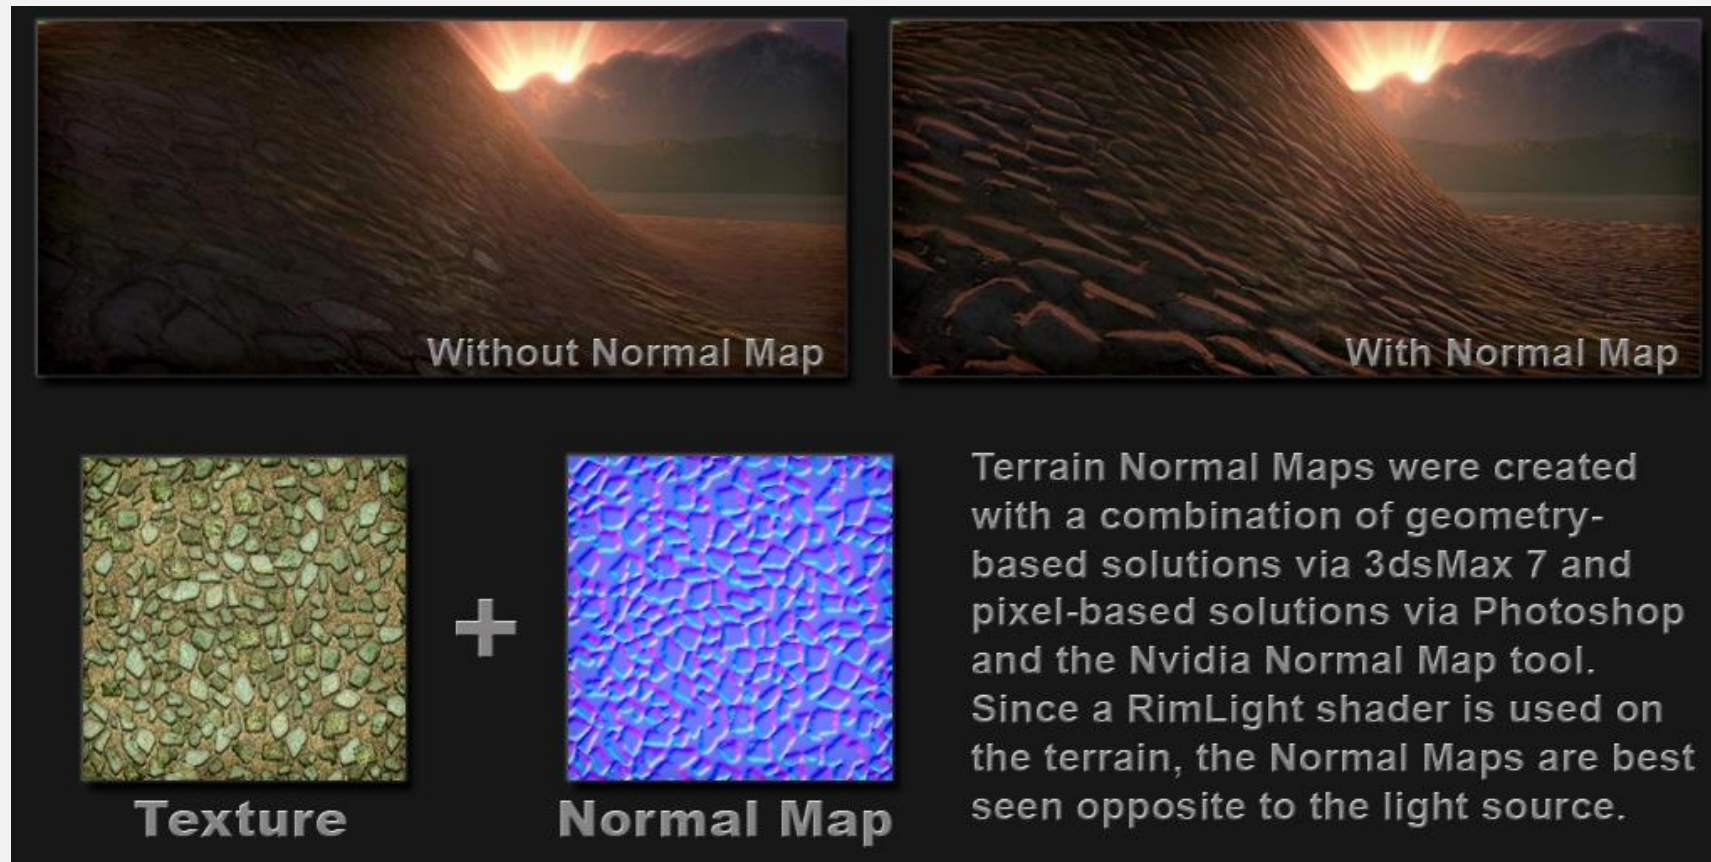 Without Normal Map
With Normal Map
Terrain Normal Maps were created
with a combination of geometry-
based solutions via 3dsMax 7 and
pixel-based solutions via Photoshop
and the Nvidia Normal Map tool.
Since a RimLight shader is used on
the terrain, the Normal Maps are best
seen opposite to the light source.
+
Texture
Normal Map